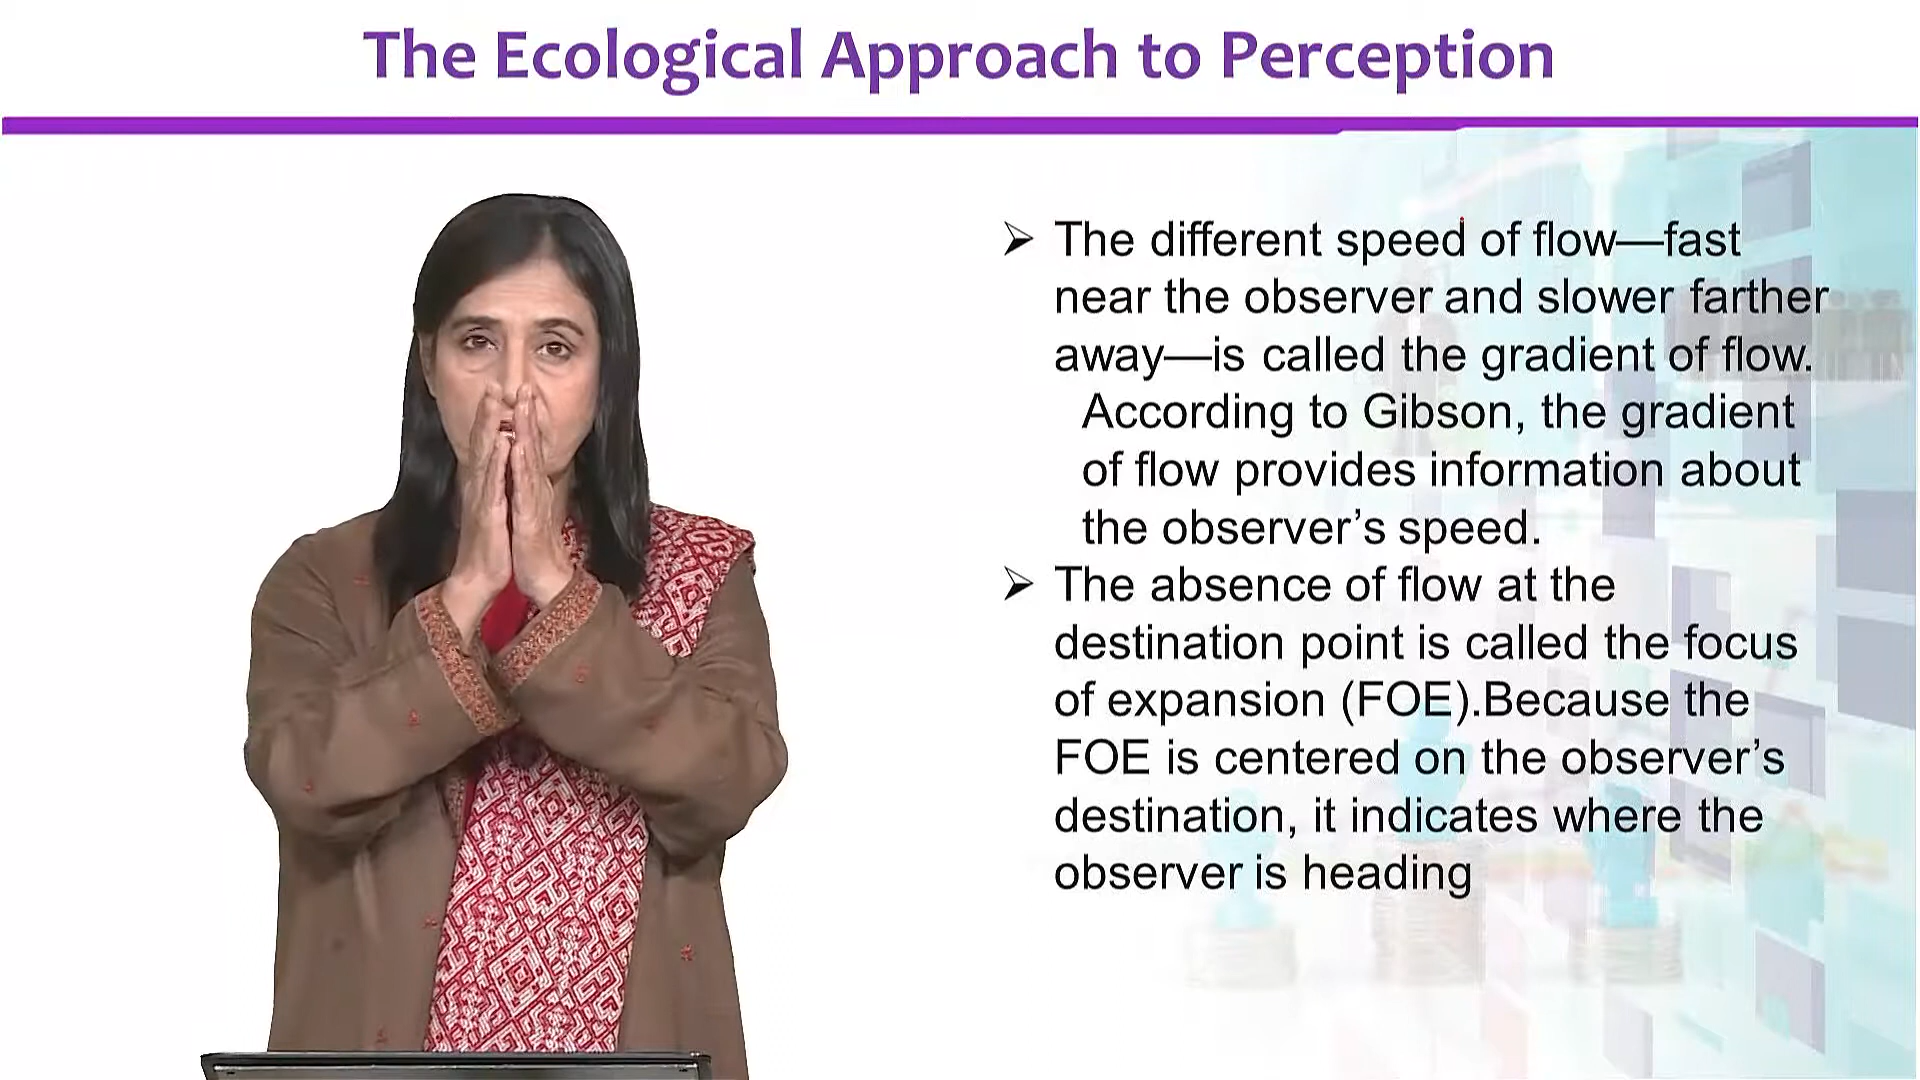 The Ecological Approach to Perception
➢ The different speed of flow—fast
near the observer and slower farther
away—is called the gradient of flow.
According to Gibson, the gradient
of flow provides information about
the observer’s speed.
➢ The absence of flow at the
destination point is called the focus
of expansion (FOE).Because the
FOE is centered on the observer’s
destination, it indicates where the
observer is heading